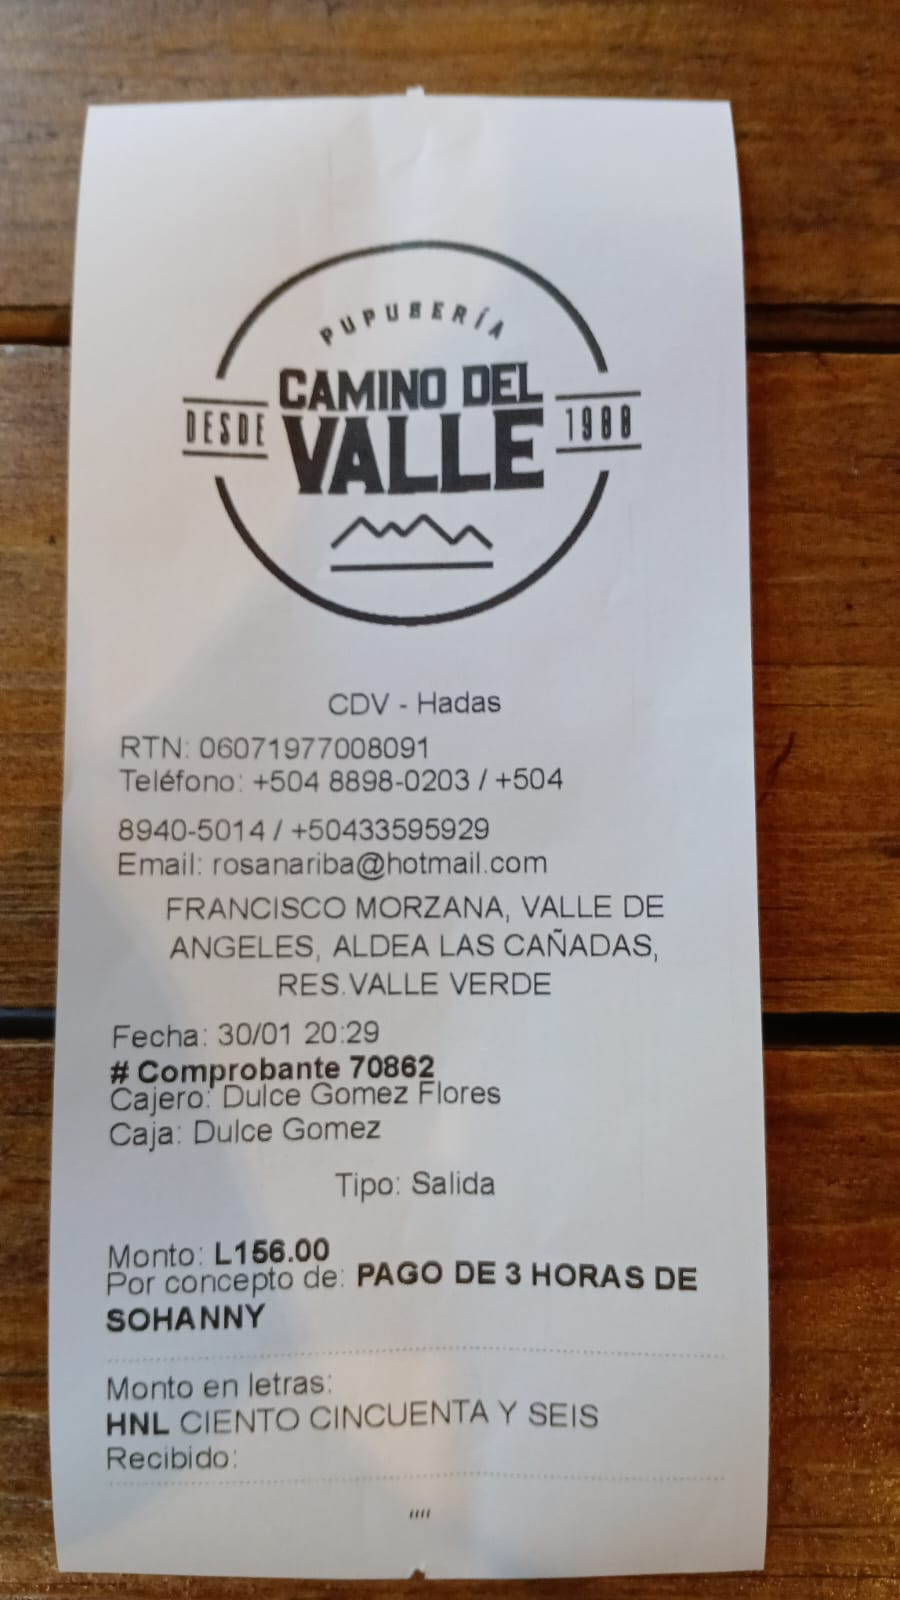 PUPUSERÍA
CAMINO DEL
DESDE VALLE 1988
CDV - Hadas
RTN: 06071977008091
Teléfono: +504 8898-0203 / +504
8940-5014 / +50433595929
Email: rosanariba@hotmail.com
FRANCISCO MORZANA, VALLE DE
ANGELES, ALDEA LAS CAÑADAS,
RES.VALLE VERDE
Fecha: 30/01 20:29
# Comprobante 70862
Cajero: Dulce Gomez Flores
Caja: Dulce Gomez
Tipo: Salida
Monto: L156.00
Por concepto de: PAGO DE 3 HORAS DE
SOHANNY
Monto en letras:
HNL CIENTO CINCUENTA Y SEIS
Recibido:
,,,,